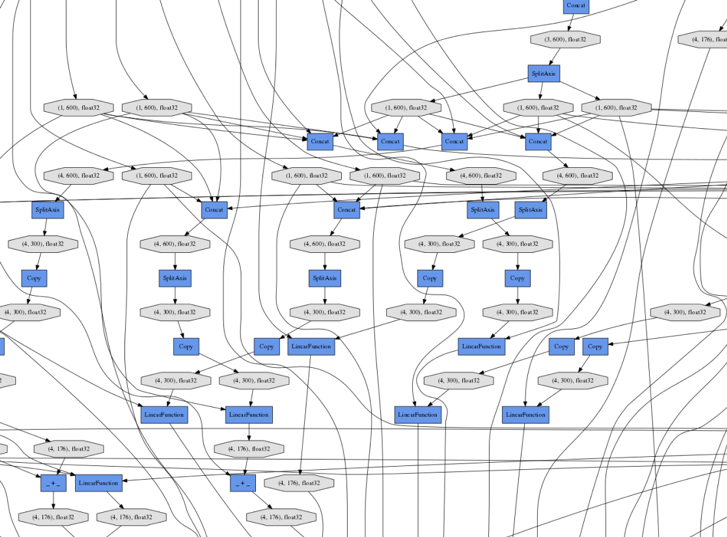 Concat
(3, 600), float32
(4, 176), float
SplitAxis
(1, 600), float32
(1, 600), float32
(1, 600), float32
(1, 600), float32
(1, 600), float32
Concat
Concat
Concat
Concat
(4, 600), float32
(1, 600), float32
(1, 600), float32
(1, 600), float32
(4, 600), float32
(4, 600), float32
SplitAxis
Concat
Concat
SplitAxis
SplitAxis
(4, 300), float32
(4, 600), float32
(4, 600), float32
(4, 300), float32
(4, 300), float32
Copy
SplitAxis
SplitAxis
Copy
Copy
(4, 300), float32
(4, 300), float32
(4, 300), float32
(4, 300), float32
(4, 300), float32
(4, 300), float32
Copy
Copy
LinearFunction
LinearFunction
Copy
Copy
(4, 300), float32
(4, 300), float32
(4, 300), float32
(4, 300), float32
LinearFunction
LinearFunction
LinearFunction
LinearFunction
(4, 176), float32
(4, 176), float32
_ + _
LinearFunction
_ + _
(4, 176), float32
(4, 176), float32
(4, 176), float32
(4, 176), float32